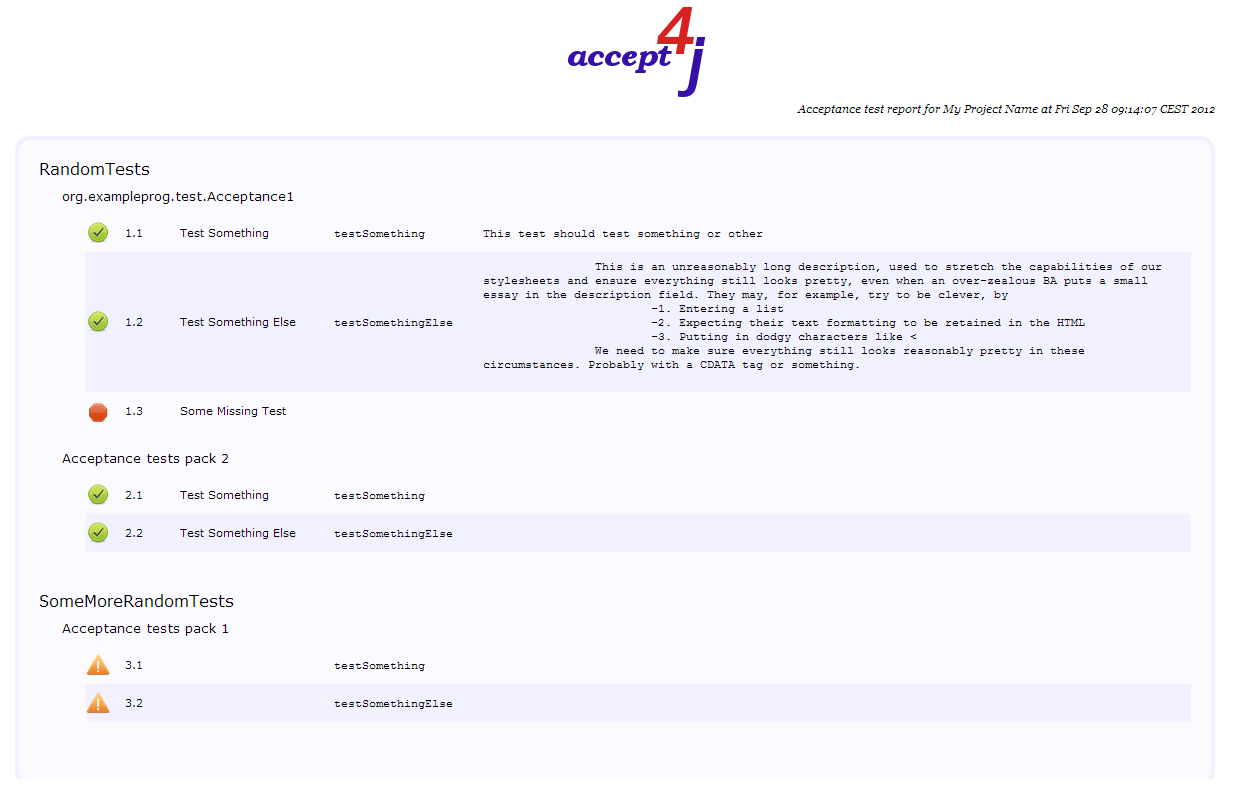 accept4j
Acceptance test report for My Project Name at Fri Sep 28 09:14:07 CEST 2012
RandomTests
org.exampleprog.test.Acceptance1
1.1 Test Something testSomething This test should test something or other
This is an unreasonably long description, used to stretch the capabilities of our
stylesheets and ensure everything still looks pretty, even when an over-zealous BA puts a small
essay in the description field. They may, for example, try to be clever, by
-1. Entering a list
1.2 Test Something Else testSomethingElse -2. Expecting their text formatting to be retained in the HTML
-3. Putting in dodgy characters like <
We need to make sure everything still looks reasonably pretty in these
circumstances. Probably with a CDATA tag or something.
1.3 Some Missing Test
Acceptance tests pack 2
2.1 Test Something testSomething
2.2 Test Something Else testSomethingElse
SomeMoreRandomTests
Acceptance tests pack 1
3.1 testSomething
3.2 testSomethingElse